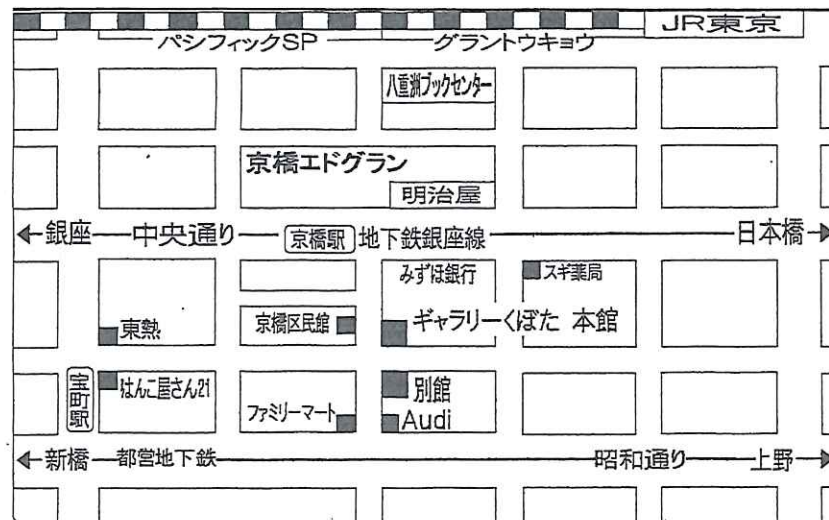 JR東京
パシフィックSP
グラントウキョウ
八重洲ブックセンター
京橋エドグラン
明治屋
銀座
中央通り
京橋駅
地下鉄銀座線
日本橋
みずほ銀行
スギ薬局
東熱
京橋区民館
ギャラリーくぼた 本館
宝町駅
はんこ屋さん21
ファミリーマート
別館
Audi
新橋
都営地下鉄
昭和通り
上野